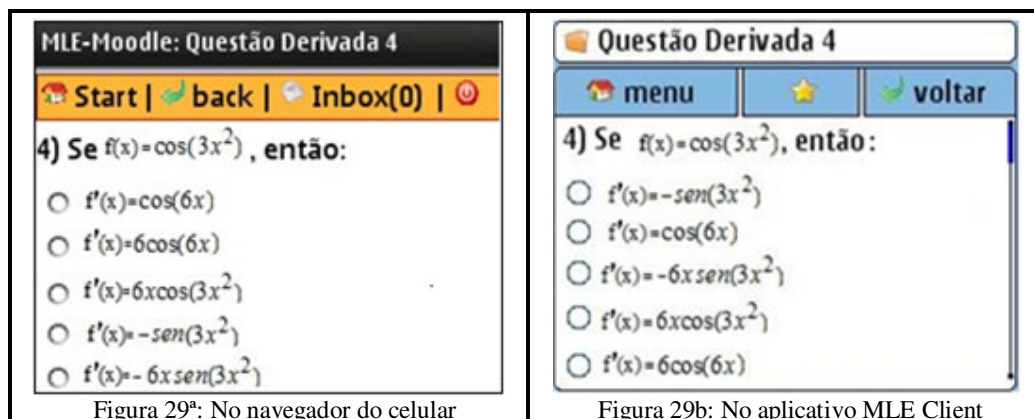 MLE-Moodle: Questão Derivada 4
Start | back | Inbox(0) |
4) Se f(x)=cos(3x²) , então:
f'(x)=cos(6x)
f'(x)=6cos(6x)
f'(x)=6xcos(3x²)
f'(x)=-sen(3x²)
f'(x)=-6xsen(3x²)
Figura 29ª: No navegador do celular
Questão Derivada 4
menu voltar
4) Se f(x)=cos(3x²), então:
f'(x)=-sen(3x²)
f'(x)=cos(6x)
f'(x)=-6xsen(3x²)
f'(x)=6xcos(3x²)
f'(x)=6cos(6x)
Figura 29b: No aplicativo MLE Client